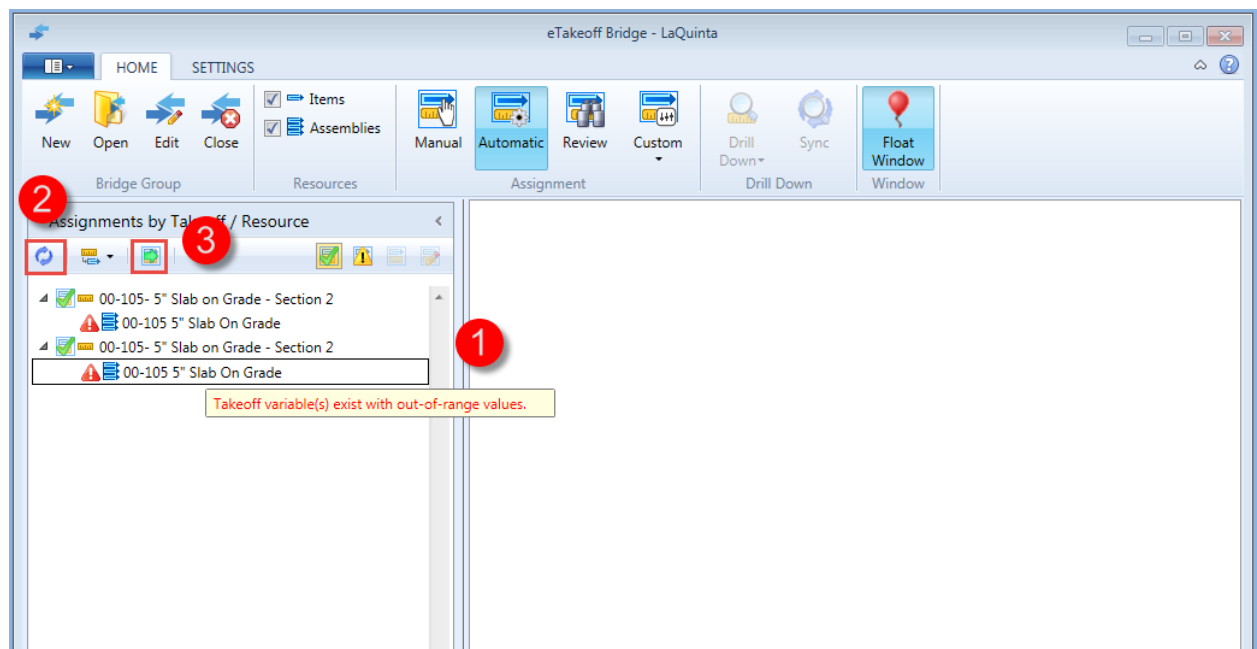 eTakeoff Bridge - LaQuinta
HOME SETTINGS
New Open Edit Close
Items
Assemblies
Manual Automatic Review Custom
Drill Down Sync
Float Window
Bridge Group Resources Assignment Drill Down Window
2
Assignments by Takeoff / Resource
3
00-105- 5" Slab on Grade - Section 2
00-105 5" Slab On Grade
00-105- 5" Slab on Grade - Section 2
1
00-105 5" Slab On Grade
Takeoff variable(s) exist with out-of-range values.